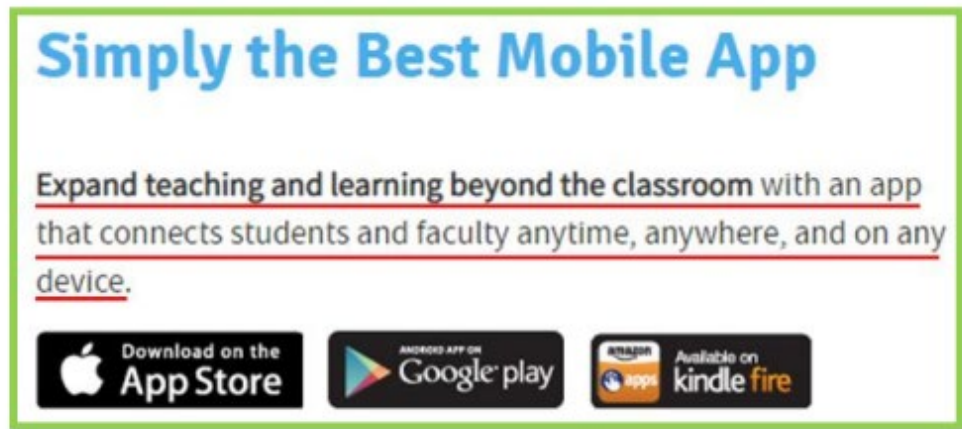 Simply the Best Mobile App
Expand teaching and learning beyond the classroom with an app
that connects students and faculty anytime, anywhere, and on any
device.
Download on the
App Store
ANDROID APP ON
Google play
amazon
apps
Available on
kindle fire